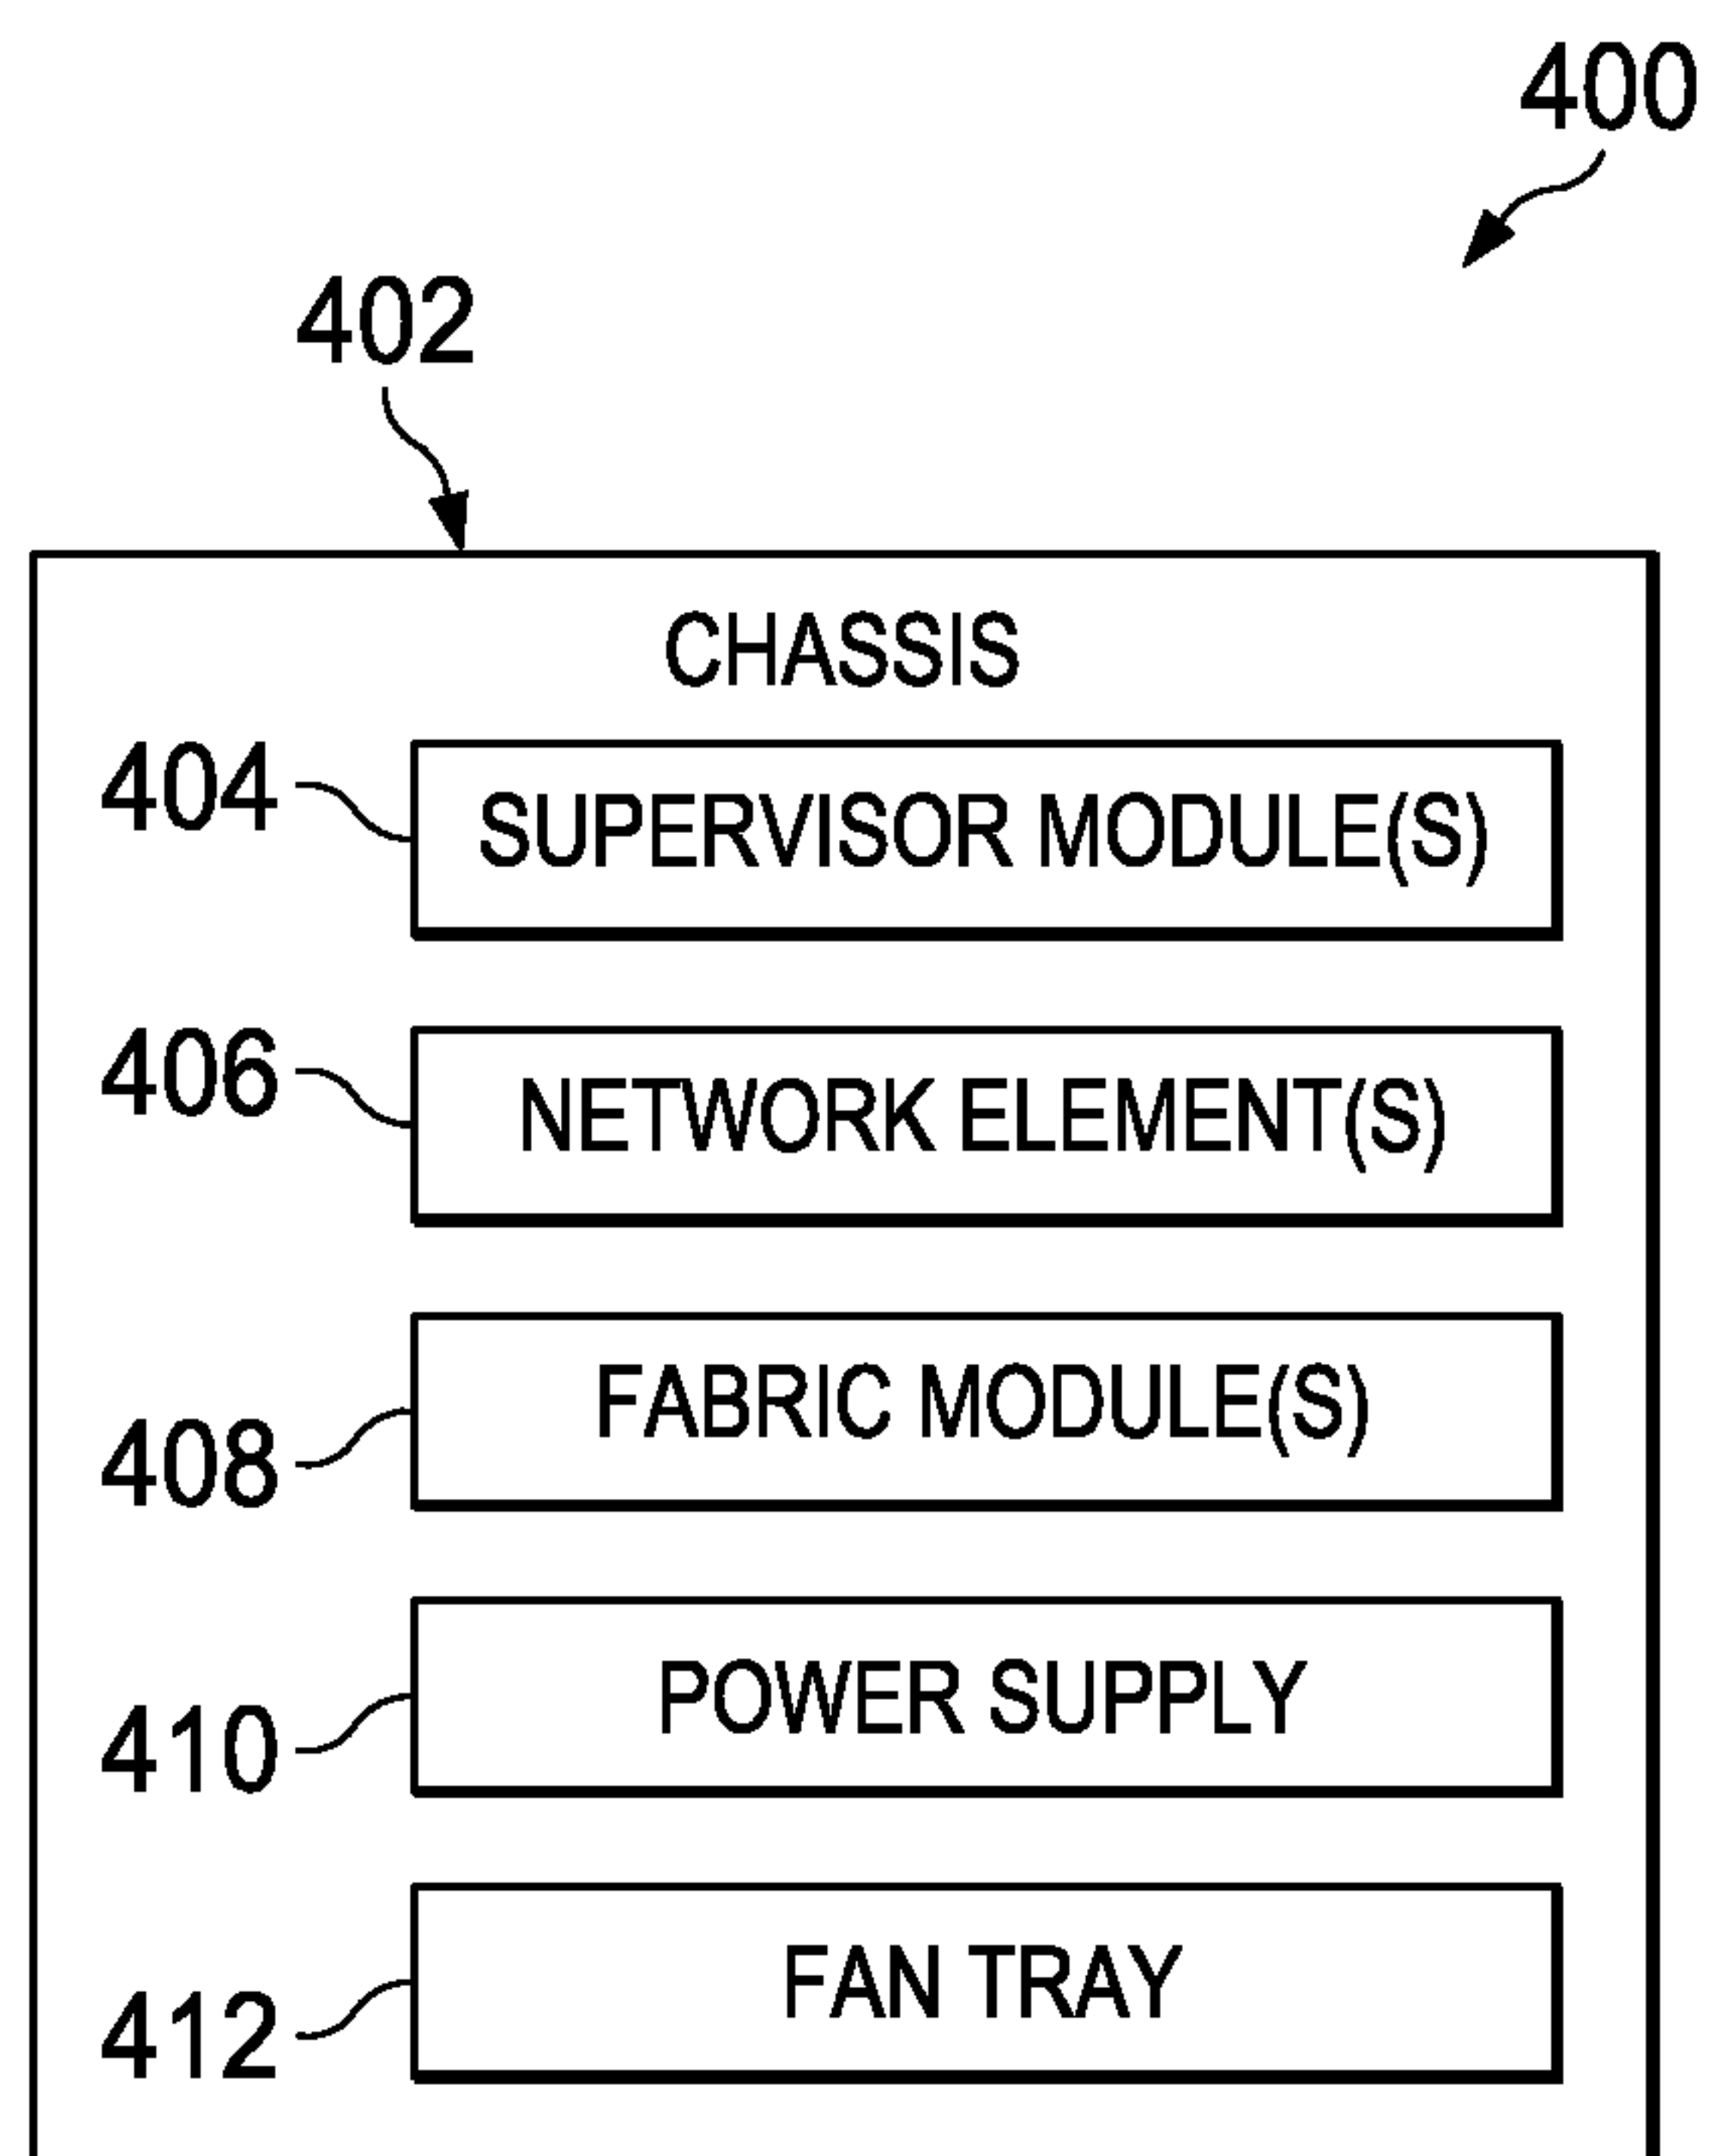 400
402
CHASSIS
404 SUPERVISOR MODULE(S)
406 NETWORK ELEMENT(S)
408 FABRIC MODULE(S)
410 POWER SUPPLY
412 FAN TRAY